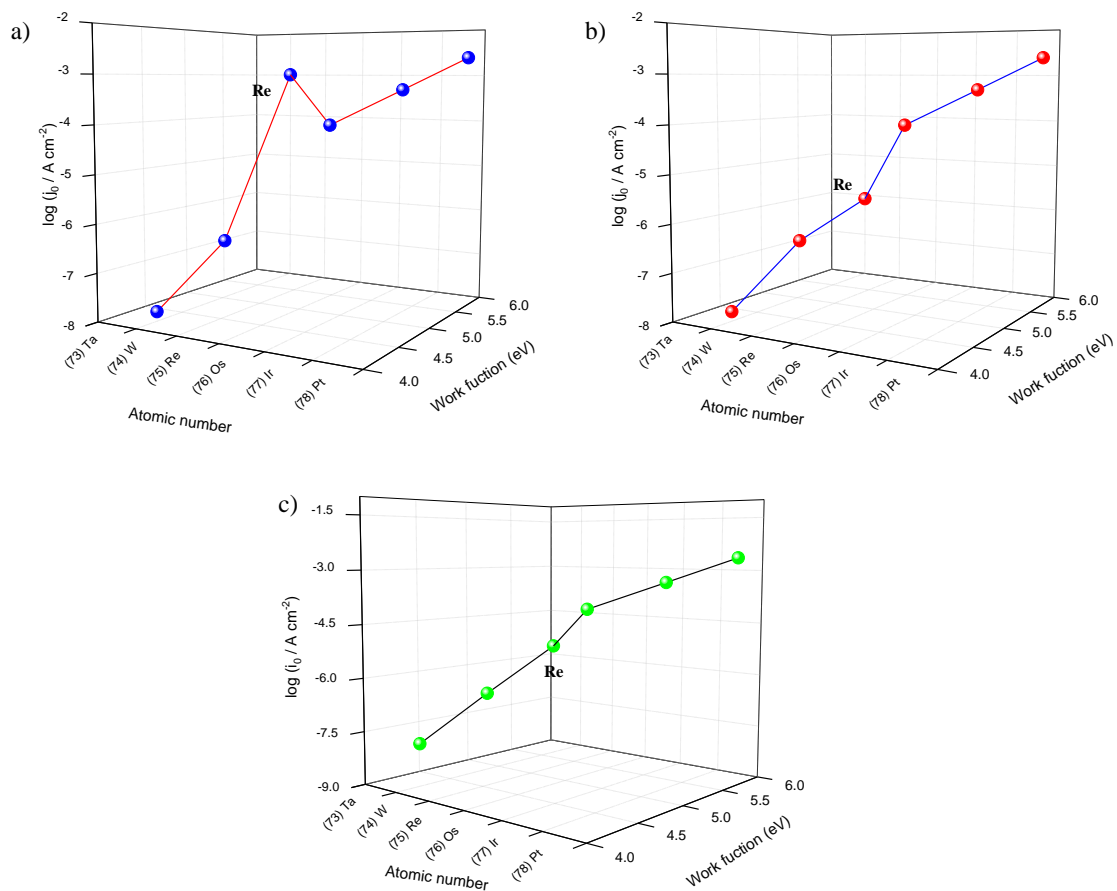 a)
-2
-3
-4
-5
-6
-7
-8
log (j0 / A cm-2)
Re
(73) Ta
(74) W
(75) Re
(76) Os
(77) Ir
(78) Pt
Atomic number
4.0
4.5
5.0
5.5
6.0
Work fuction (eV)
b)
-2
-3
-4
-5
-6
-7
-8
log (j0 / A cm-2)
Re
(73) Ta
(74) W
(75) Re
(76) Os
(77) Ir
(78) Pt
Atomic number
4.0
4.5
5.0
5.5
6.0
Work fuction (eV)
c)
-1.5
-3.0
-4.5
-6.0
-7.5
-9.0
log (i0 / A cm-2)
Re
(73) Ta
(74) W
(75) Re
(76) Os
(77) Ir
(78) Pt
Atomic number
4.0
4.5
5.0
5.5
6.0
Work fuction (eV)